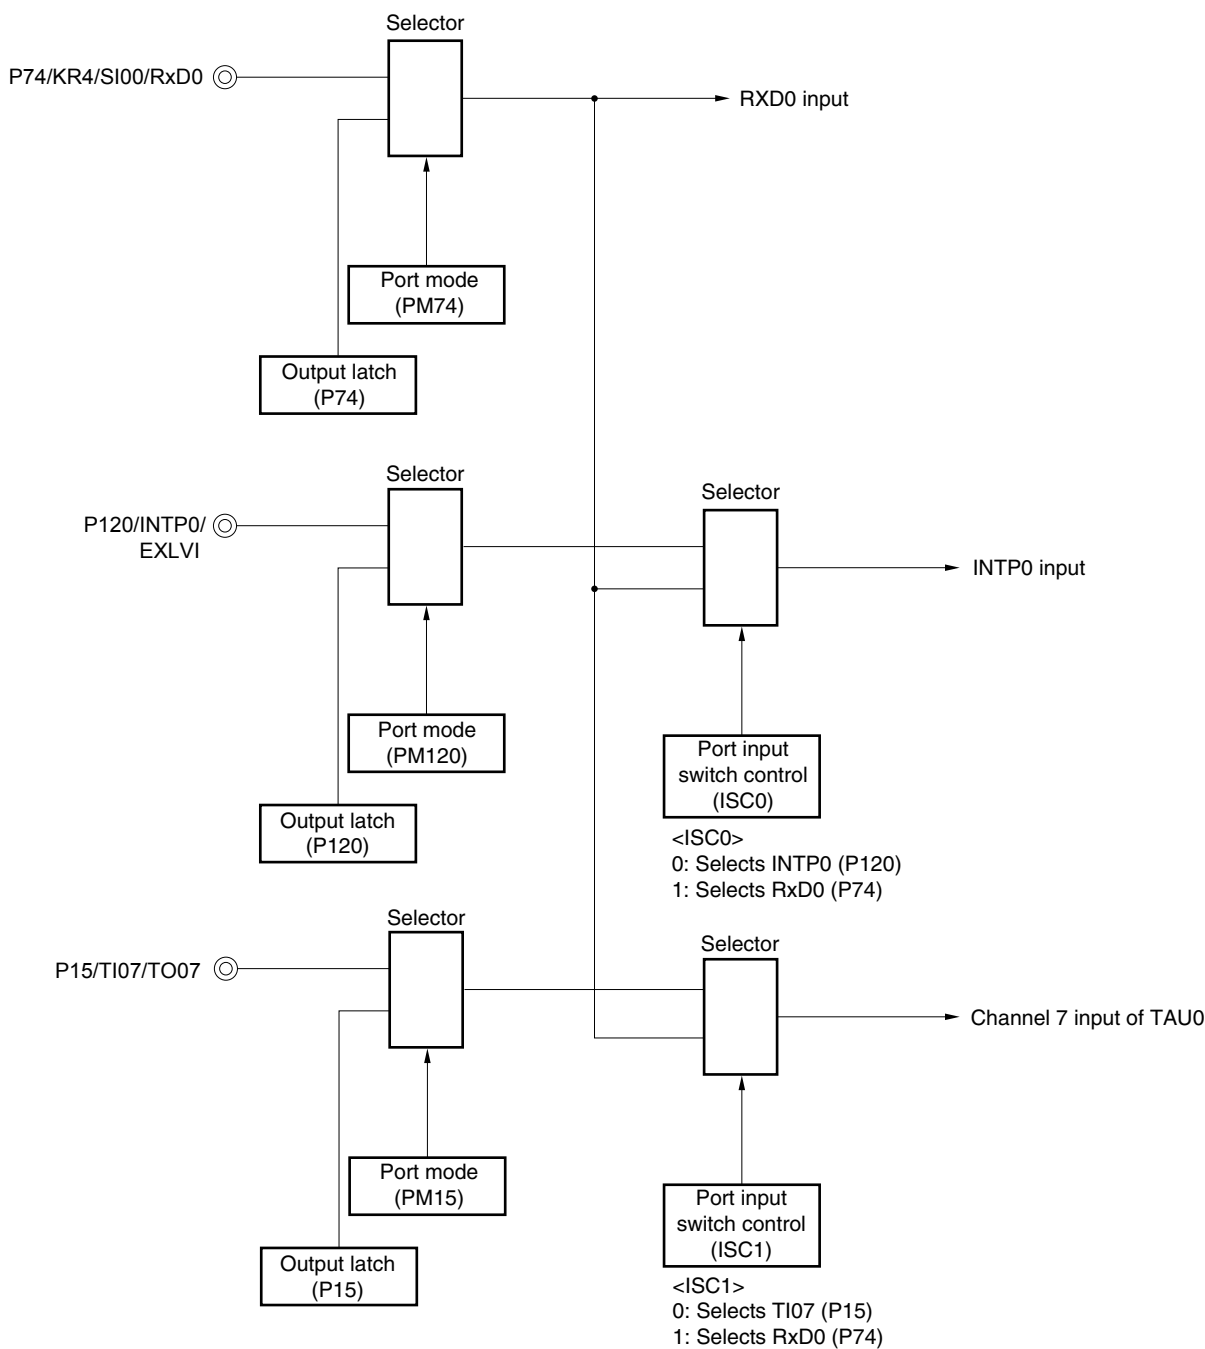 Selector
P74/KR4/SI00/RxD0
RXD0 input
Port mode
(PM74)
Output latch
(P74)
Selector
P120/INTP0/
EXLVI
Selector
INTP0 input
Port mode
(PM120)
Output latch
(P120)
Port input
switch control
(ISC0)
<ISC0>
0: Selects INTP0 (P120)
1: Selects RxD0 (P74)
Selector
P15/TI07/TO07
Selector
Channel 7 input of TAU0
Port mode
(PM15)
Output latch
(P15)
Port input
switch control
(ISC1)
<ISC1>
0: Selects TI07 (P15)
1: Selects RxD0 (P74)